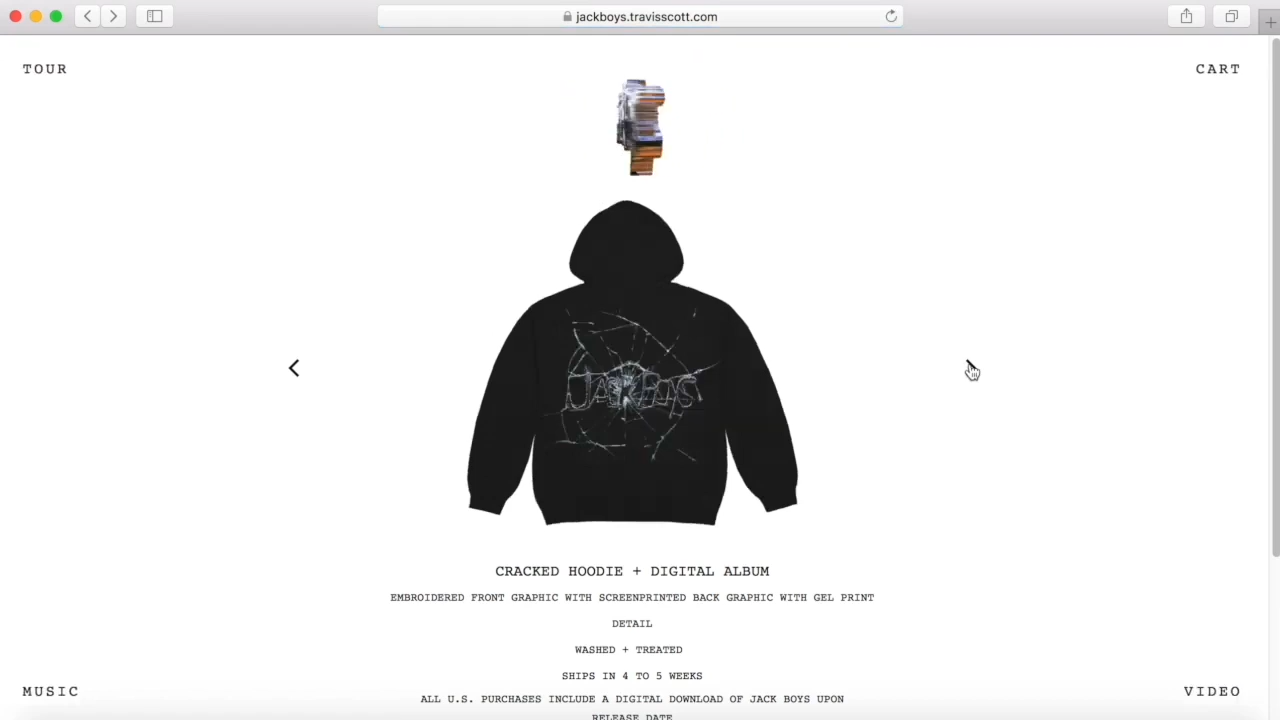 jackboys.travisscott.com
TOUR
CART
JACKBOYS
CRACKED HOODIE + DIGITAL ALBUM
EMBROIDERED FRONT GRAPHIC WITH SCREENPRINTED BACK GRAPHIC WITH GEL PRINT
DETAIL
WASHED + TREATED
SHIPS IN 4 TO 5 WEEKS
ALL U.S. PURCHASES INCLUDE A DIGITAL DOWNLOAD OF JACK BOYS UPON
RELEASE DATE
MUSIC
VIDEO